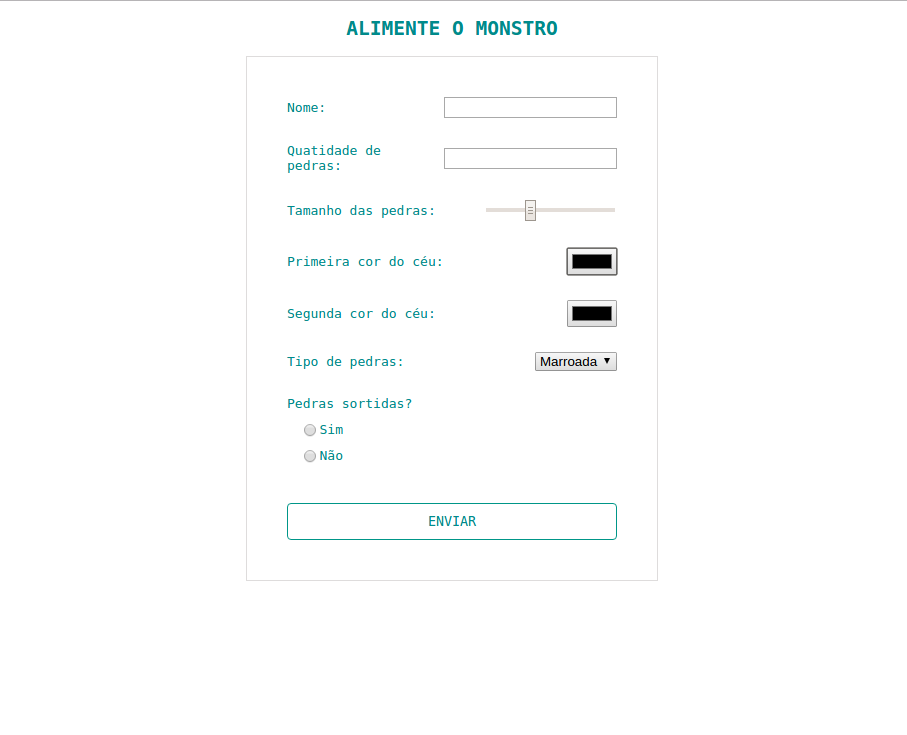 ALIMENTE O MONSTRO
Nome:
Quatidade de
pedras:
Tamanho das pedras:
Primeira cor do céu:
Segunda cor do céu:
Tipo de pedras:
Marroada
Pedras sortidas?
Sim
Não
ENVIAR